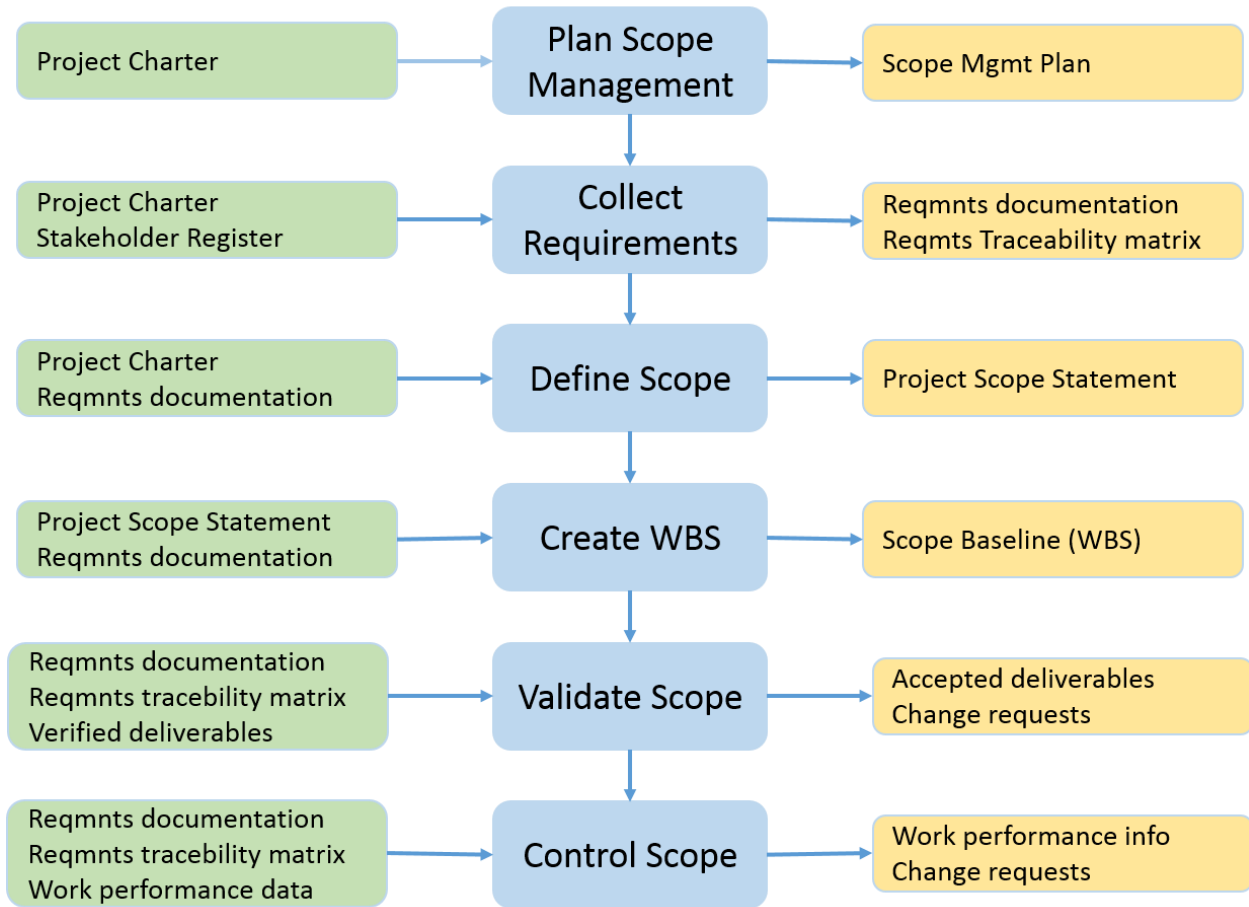 Project Charter
Plan Scope
Management
Scope Mgmt Plan
Project Charter
Stakeholder Register
Collect
Requirements
Reqmnts documentation
Reqmts Traceability matrix
Project Charter
Reqmnts documentation
Define Scope
Project Scope Statement
Project Scope Statement
Reqmnts documentation
Create WBS
Scope Baseline (WBS)
Reqmnts documentation
Reqmnts tracebility matrix
Verified deliverables
Validate Scope
Accepted deliverables
Change requests
Reqmnts documentation
Reqmnts tracebility matrix
Work performance data
Control Scope
Work performance info
Change requests